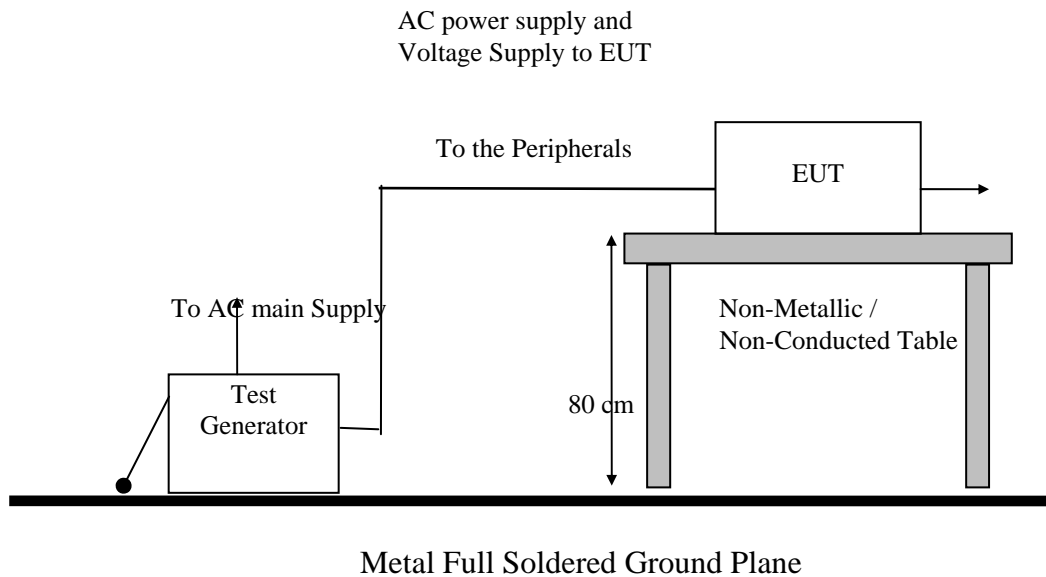 AC power supply and
Voltage Supply to EUT
To the Peripherals
EUT
To AC main Supply
Non-Metallic /
Non-Conducted Table
Test
Generator
80 cm
Metal Full Soldered Ground Plane